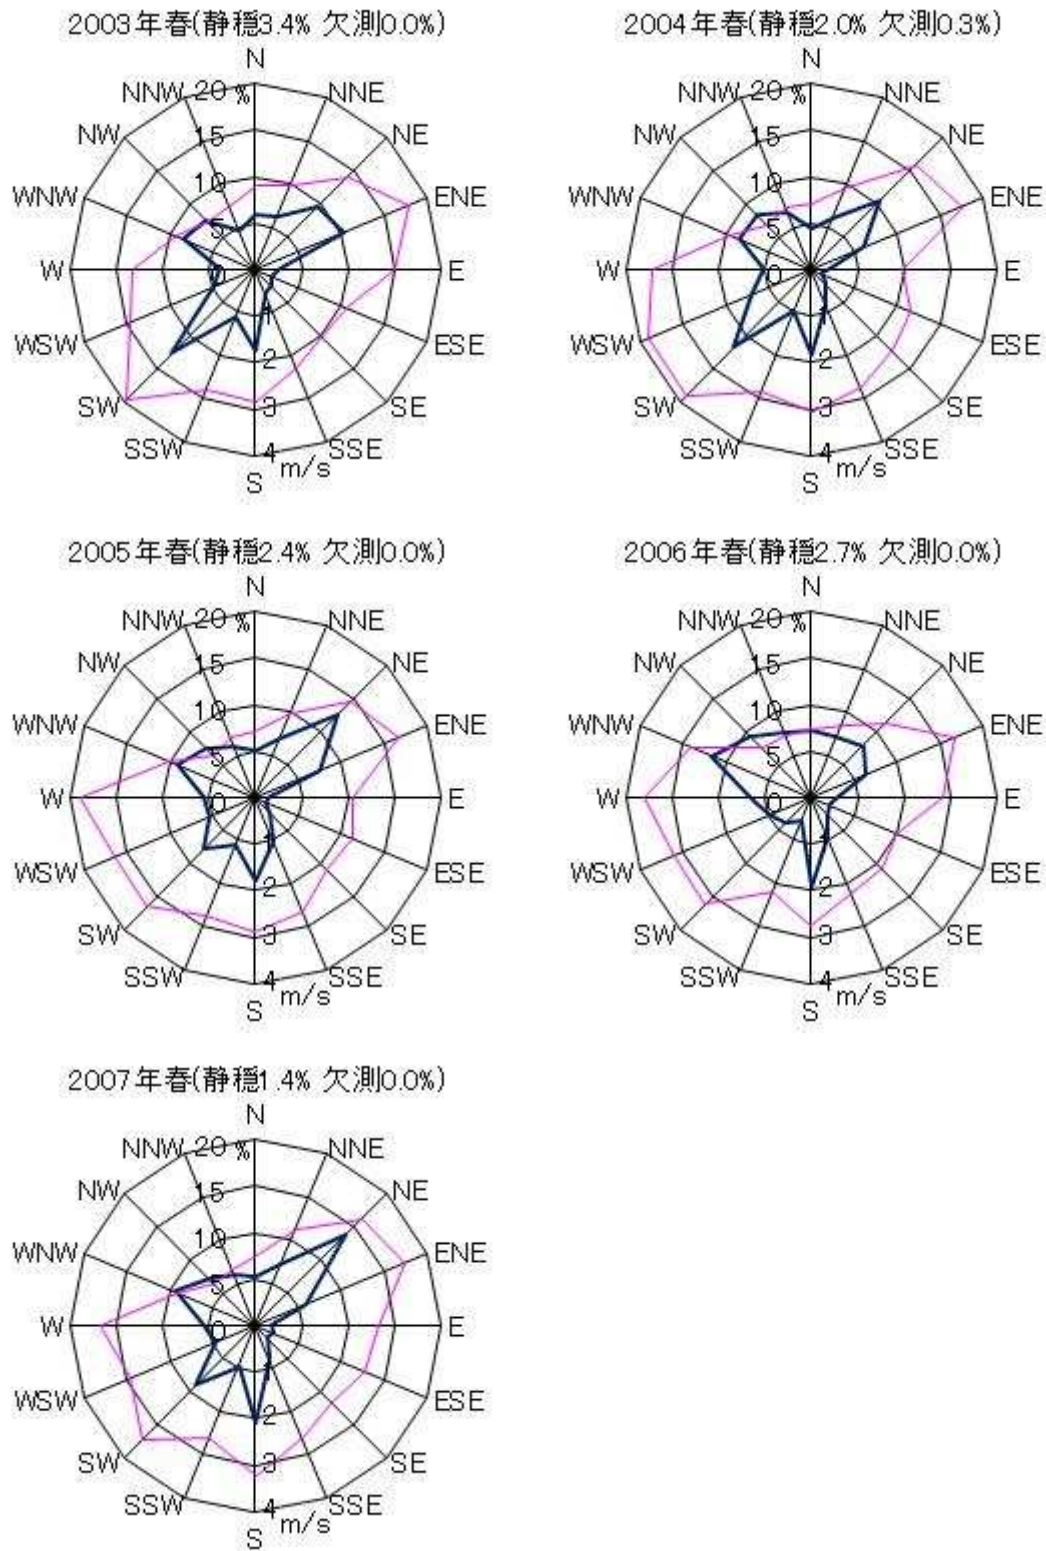 2003年春(静穏3.4% 欠測0.0%)
N
NNW 20 % NNE
NW 15 NE
WNW 10 ENE
5
W 0 E
1
WSW 2 ESE
SW 3 SE
SSW 4 m/s SSE
S
2004年春(静穏2.0% 欠測0.3%)
N
NNW 20 % NNE
NW 15 NE
WNW 10 ENE
5
W 0 E
1
WSW 2 ESE
SW 3 SE
SSW 4 m/s SSE
S
2005年春(静穏2.4% 欠測0.0%)
N
NNW 20 % NNE
NW 15 NE
WNW 10 ENE
5
W 0 E
1
WSW 2 ESE
SW 3 SE
SSW 4 m/s SSE
S
2006年春(静穏2.7% 欠測0.0%)
N
NNW 20 % NNE
NW 15 NE
WNW 10 ENE
5
W 0 E
1
WSW 2 ESE
SW 3 SE
SSW 4 m/s SSE
S
2007年春(静穏1.4% 欠測0.0%)
N
NNW 20 % NNE
NW 15 NE
WNW 10 ENE
5
W 0 E
1
WSW 2 ESE
SW 3 SE
SSW 4 m/s SSE
S